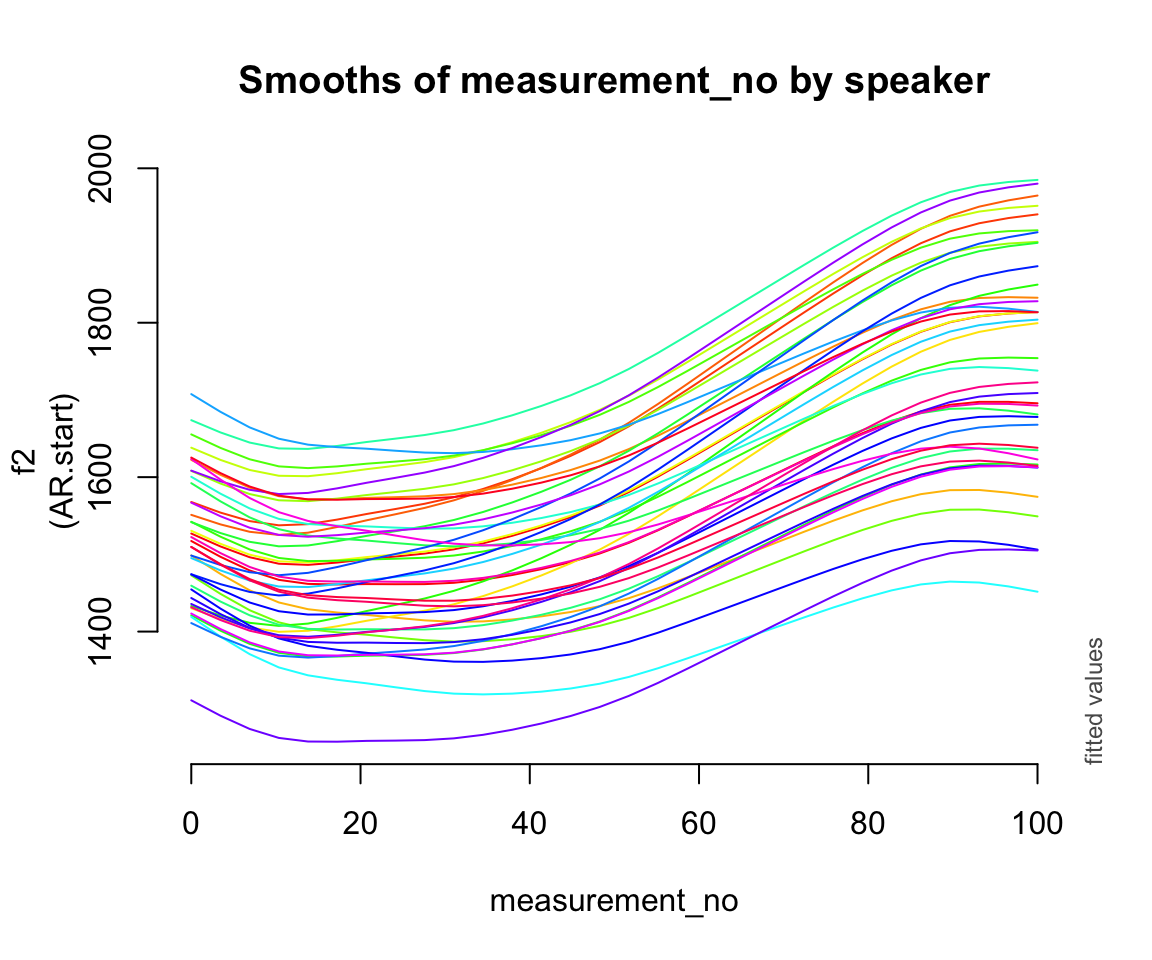 Smooths of measurement_no by speaker
f2
(AR.start)
2000
1800
1600
1400
0 20 40 60 80 100
measurement_no
fitted values